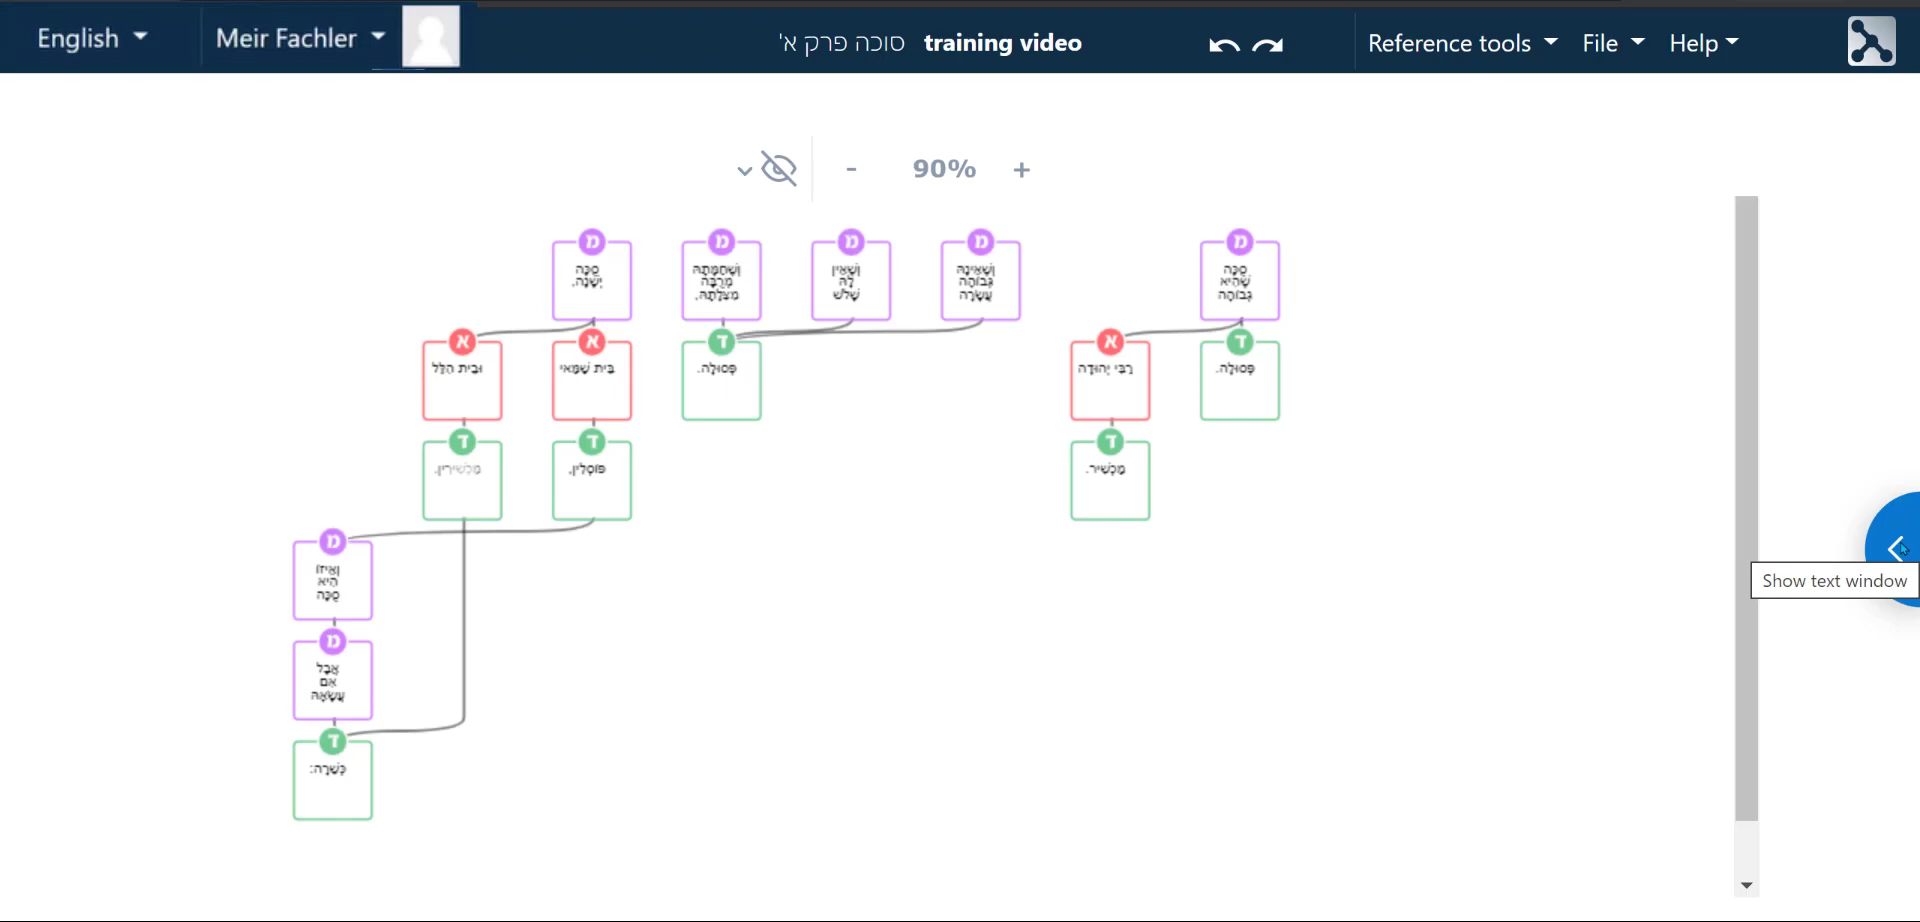 English
Meir Fachler
סוכה פרק א' training video
Reference tools
File
Help
90%
מ
סֻכָּה
שֶׁהִיא
גְבוֹהָה
מ
וְשֶׁאֵינָהּ
גְּבוֹהָה
עֲשָׂרָה
מ
וְשֶׁאֵין
לָהּ
שָׁלֹשׁ
מ
וְשֶׁחַמָּתָהּ
מְרֻבָּה
מִצִּלָּתָהּ,
מ
סֻכָּה
יְשָׁנָה,
ד
פְּסוּלָה.
א
רַבִּי יְהוּדָה
ד
פְּסוּלָה.
א
בֵּית שַׁמַּאי
א
וּבֵית הִלֵּל
ד
מַכְשִׁיר.
ד
פּוֹסְלִין,
ד
מַכְשִׁירִין.
מ
וְאֵיזוֹ
הִיא
סֻכָּה
מ
אֲבָל
אִם
עֲשָׂאָהּ
ד
כְּשֵׁרָה:
Show text window